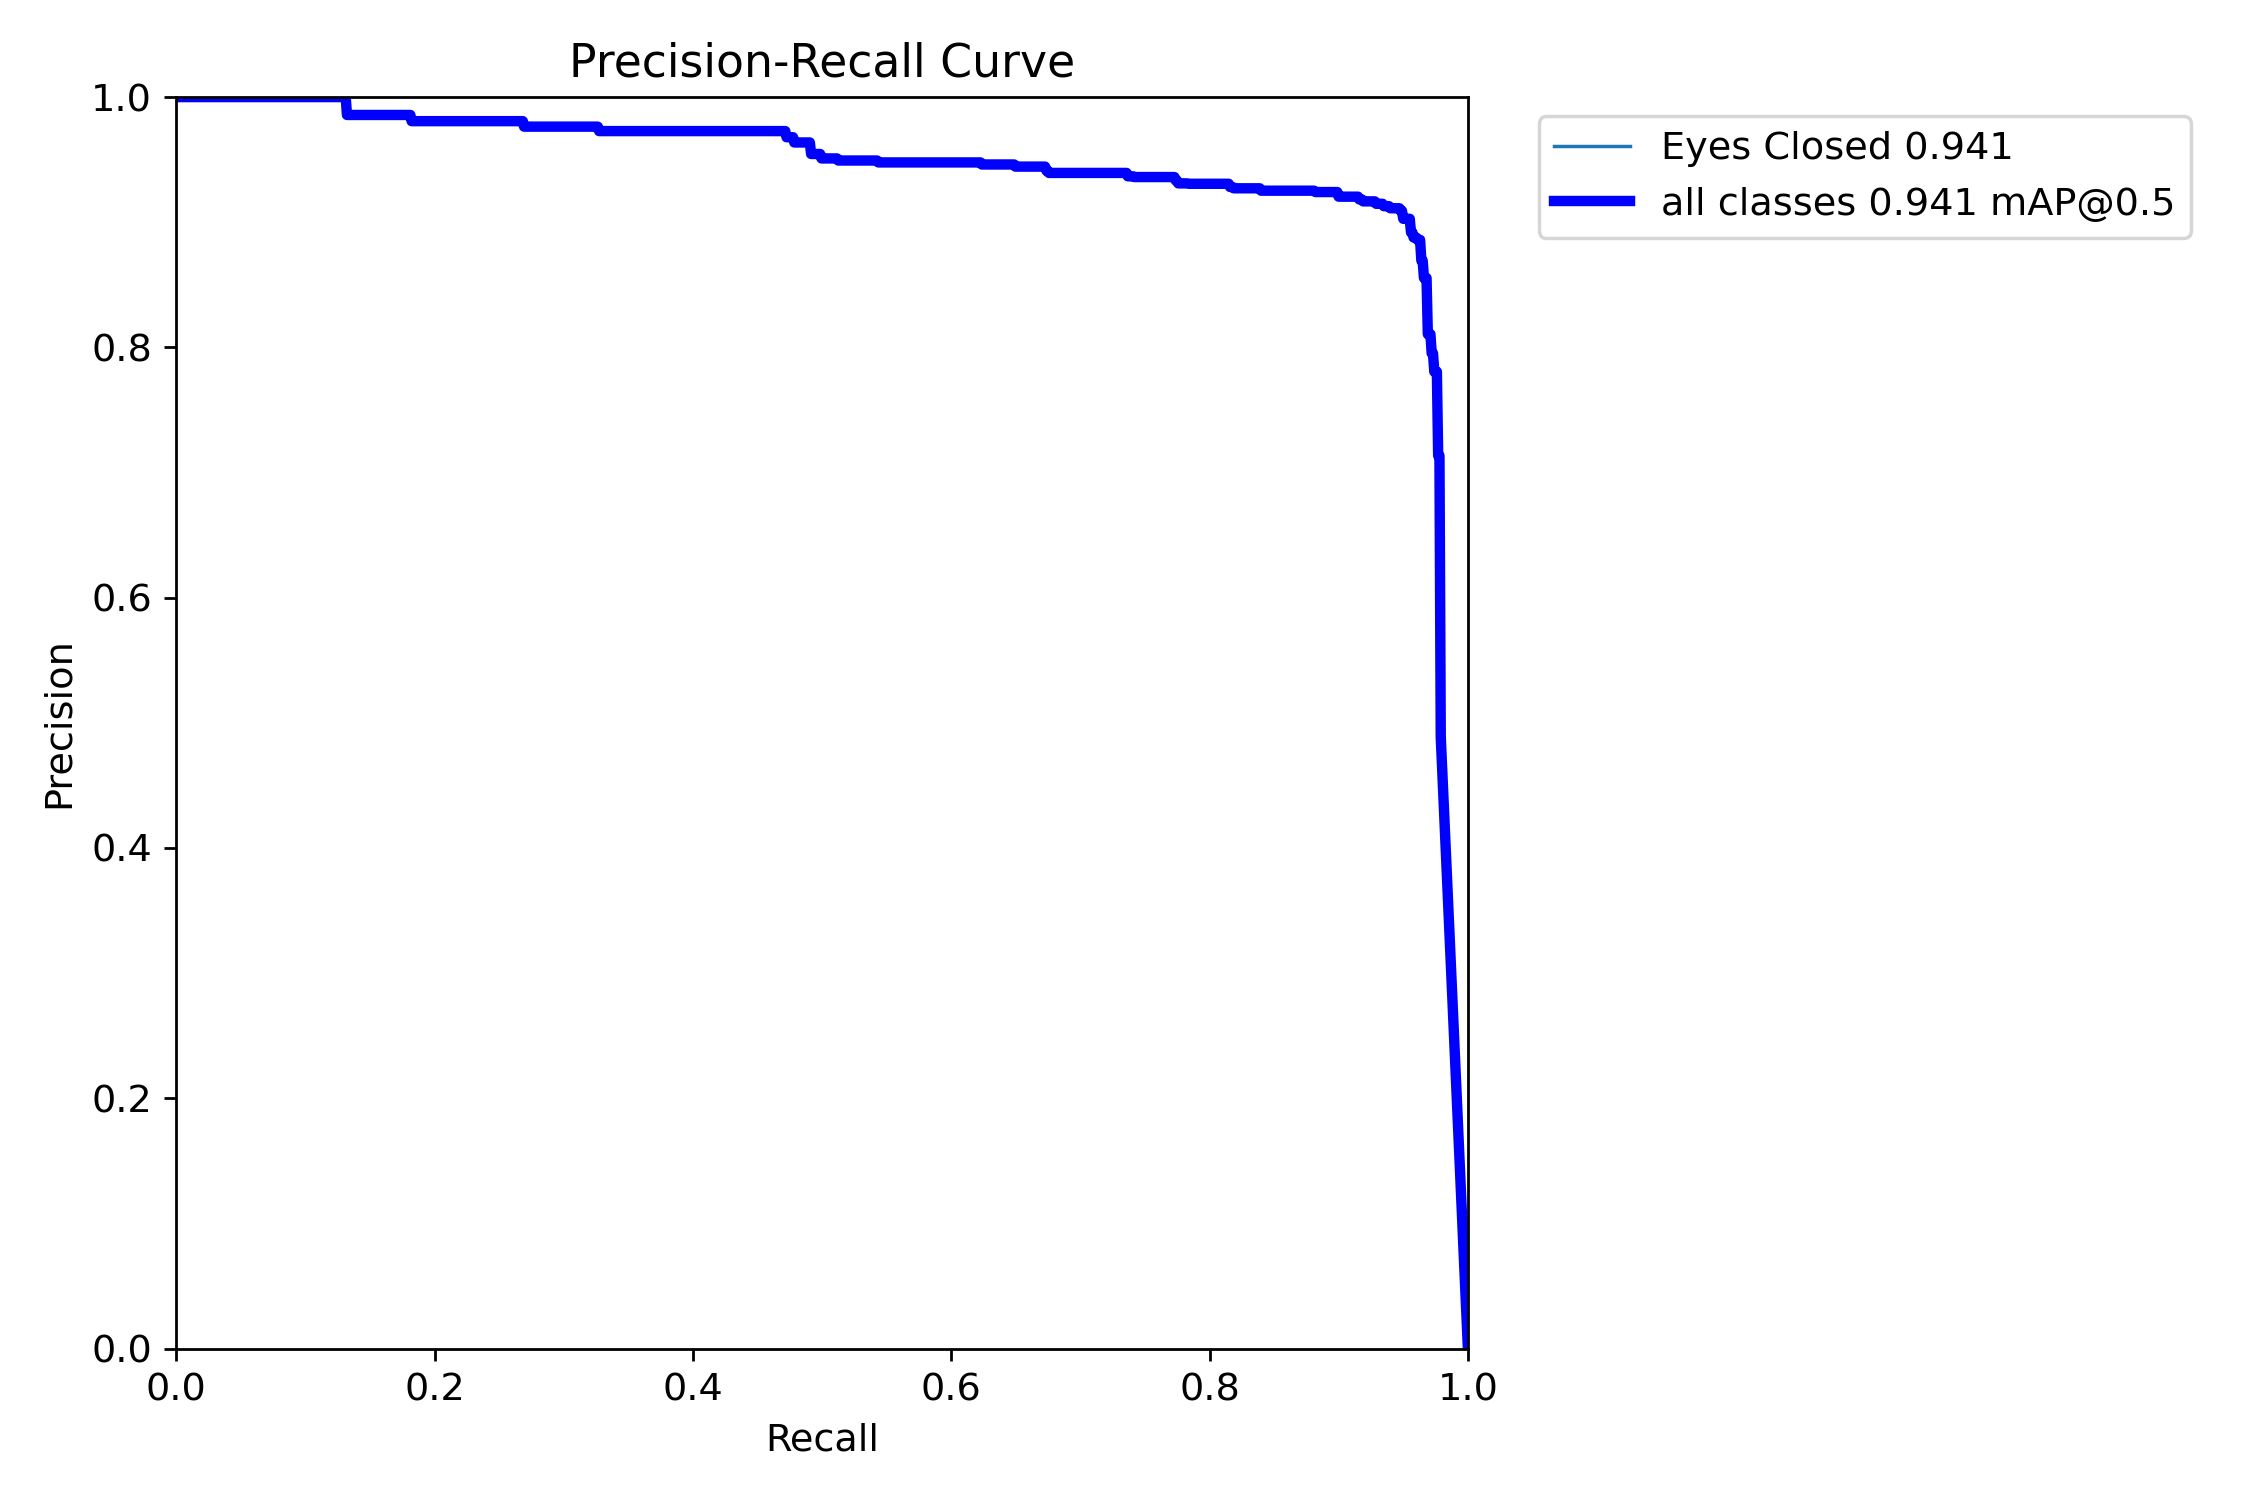 Precision-Recall Curve
1.0
0.8
0.6
0.4
0.2
0.0
Precision
0.0 0.2 0.4 0.6 0.8 1.0
Recall
Eyes Closed 0.941
all classes 0.941 mAP@0.5